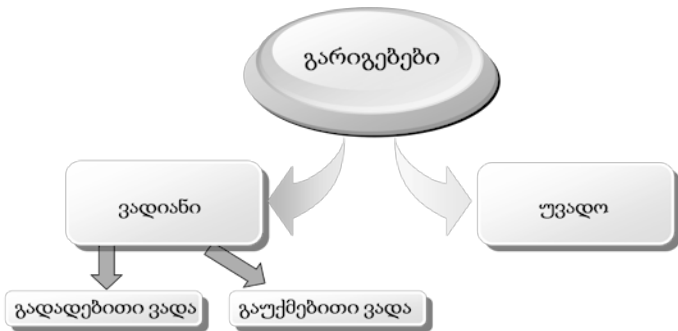 გარიგებები
ვადიანი
უვადო
გადადებითი ვადა
გაუქმებითი ვადა